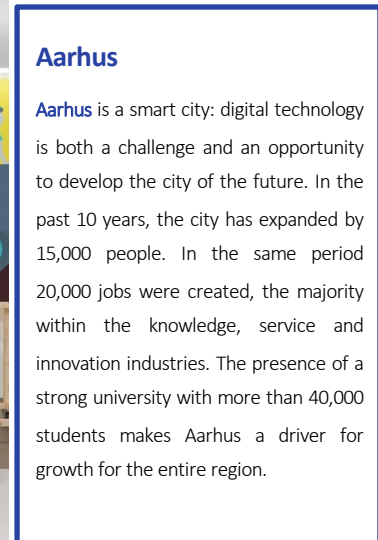 Aarhus
Aarhus is a smart city: digital technology
is both a challenge and an opportunity
to develop the city of the future. In the
past 10 years, the city has expanded by
15,000 people. In the same period
20,000 jobs were created, the majority
within the knowledge, service and
innovation industries. The presence of a
strong university with more than 40,000
students makes Aarhus a driver for
growth for the entire region.